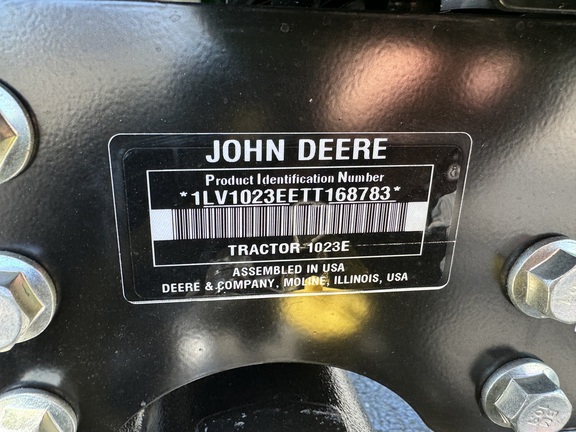 JOHN DEERE
Product Identification Number
*1LV1023EETT168783*
TRACTOR 1023E
ASSEMBLED IN USA
DEERE & COMPANY, MOLINE, ILLINOIS, USA